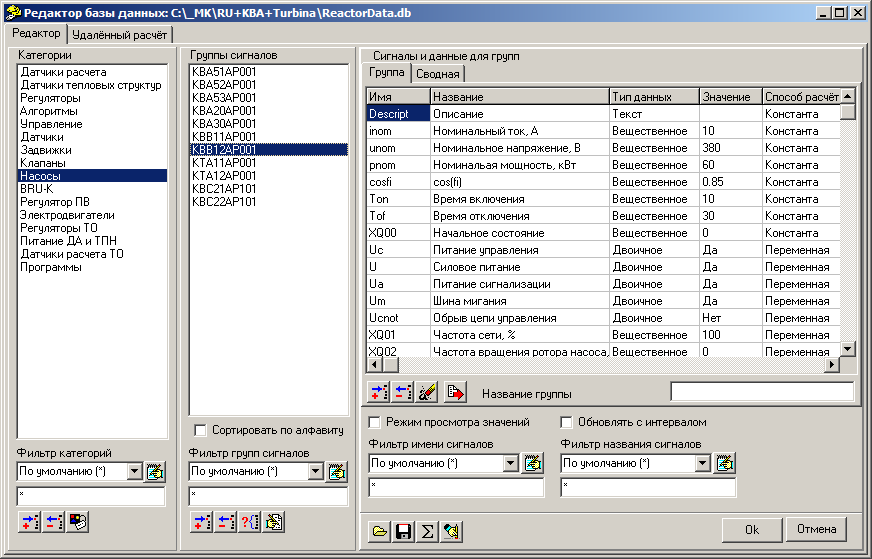 Редактор базы данных: C:\_MK\RU+KBA+Turbina\ReactorData.db
Редактор Удалённый расчёт
Категории
Датчики расчета
Датчики тепловых структур
Регуляторы
Алгоритмы
Управление
Датчики
Задвижки
Клапаны
Насосы
BRU-K
Регулятор ПВ
Электродвигатели
Регуляторы ТО
Питание ДА и ТПН
Датчики расчета ТО
Программы
Фильтр категорий
По умолчанию (*)
*
Группы сигналов
KBA51AP001
KBA52AP001
KBA53AP001
KBA20AP001
KBA30AP001
KBB11AP001
KBB12AP001
KTA11AP001
KTA12AP001
KBC21AP101
KBC22AP101
Сортировать по алфавиту
Фильтр групп сигналов
По умолчанию (*)
*
Сигналы и данные для групп
Группа Сводная
Имя Название Тип данных Значение Способ расчёт
Descript Описание Текст Константа
inom Номинальный ток, А Вещественное 10 Константа
unom Номинальное напряжение, В Вещественное 380 Константа
pnom Номинальая мощность, кВт Вещественное 60 Константа
cosfi cos(fi) Вещественное 0.85 Константа
Ton Время включения Вещественное 10 Константа
Tof Время отключения Вещественное 30 Константа
XQ00 Начальное состояние Вещественное 0 Константа
Uc Питание управления Двоичное Да Переменная
U Силовое питание Двоичное Да Переменная
Ua Питание сигнализации Двоичное Да Переменная
Um Шина мигания Двоичное Да Переменная
Ucnot Обрыв цепи управления Двоичное Нет Переменная
XQ01 Частота сети, % Вещественное 100 Переменная
XQ02 Частота вращения ротора насоса, Вещественное 0 Переменная
Название группы
Режим просмотра значений Обновлять с интервалом
Фильтр имени сигналов Фильтр названия сигналов
По умолчанию (*) По умолчанию (*)
* *
Ok Отмена